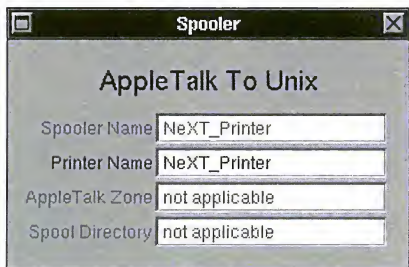 Spooler
AppleTalk To Unix
Spooler Name NeXT_Printer
Printer Name NeXT_Printer
AppleTalk Zone not applicable
Spool Directory not applicable